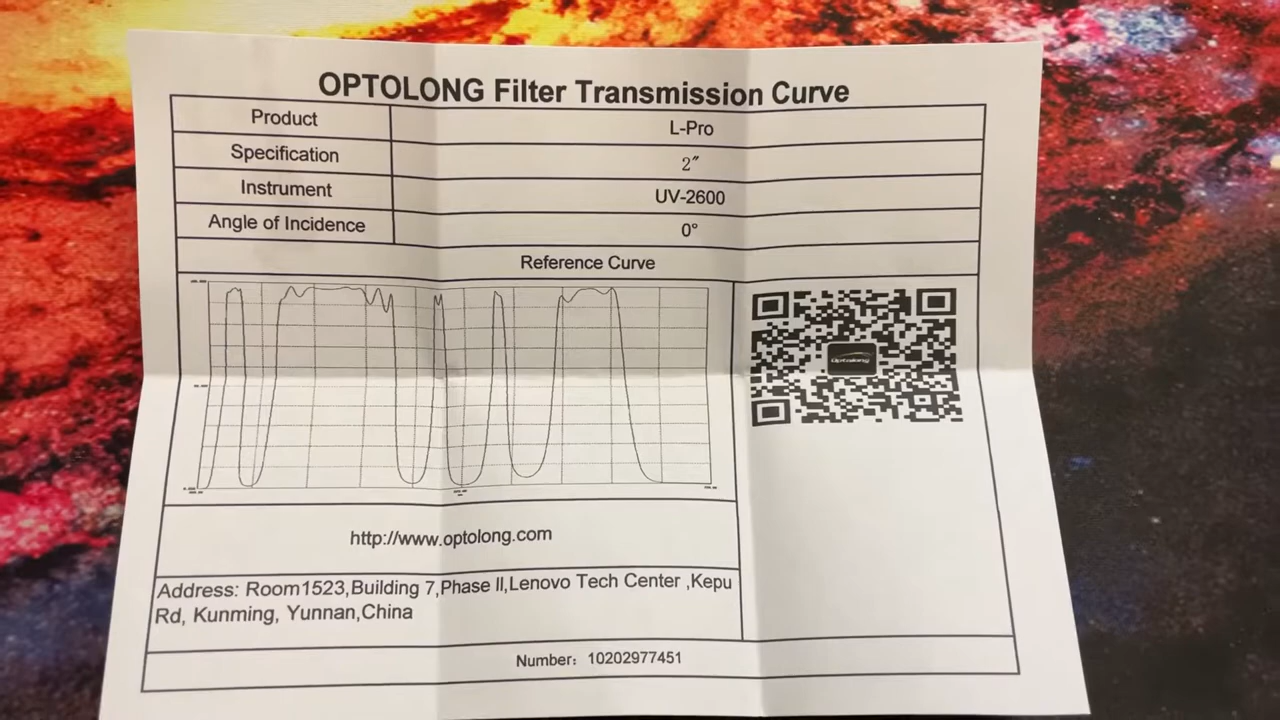 OPTOLONG Filter Transmission Curve
Product
L-Pro
Specification
2″
Instrument
UV-2600
Angle of Incidence
0°
Reference Curve
Optolong
http://www.optolong.com
Address: Room1523,Building 7,Phase II,Lenovo Tech Center ,Kepu
Rd, Kunming, Yunnan,China
Number: 10202977451